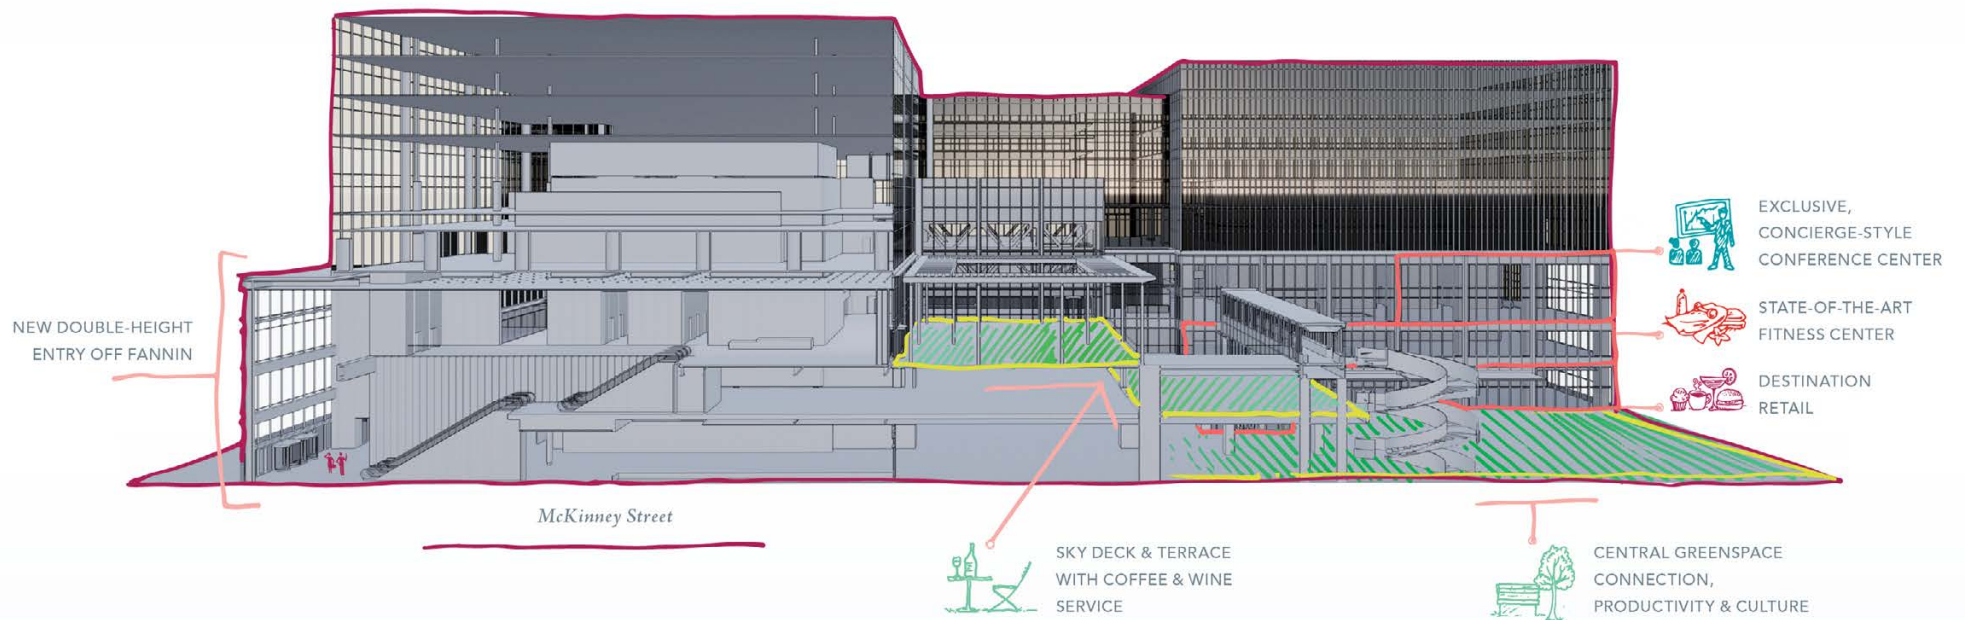 EXCLUSIVE,
CONCIERGE-STYLE
CONFERENCE CENTER
STATE-OF-THE-ART
FITNESS CENTER
DESTINATION
RETAIL
NEW DOUBLE-HEIGHT
ENTRY OFF FANNIN
McKinney Street
SKY DECK & TERRACE
WITH COFFEE & WINE
SERVICE
CENTRAL GREENSPACE
CONNECTION,
PRODUCTIVITY & CULTURE